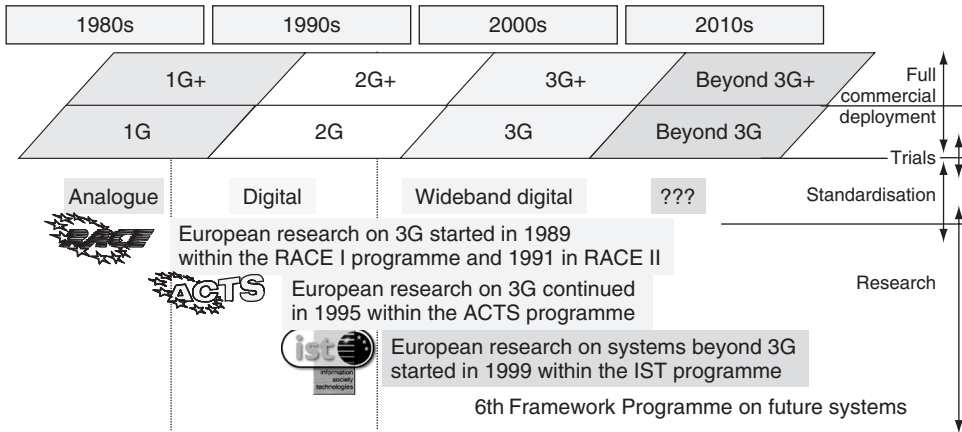 1980s
1990s
2000s
2010s
1G+
2G+
3G+
Beyond 3G+
Full
commercial
deployment
1G
2G
3G
Beyond 3G
Trials
Analogue
Digital
Wideband digital
???
Standardisation
RACE
European research on 3G started in 1989
within the RACE I programme and 1991 in RACE II
ACTS
European research on 3G continued
in 1995 within the ACTS programme
Research
ist
information
society
technologies
European research on systems beyond 3G
started in 1999 within the IST programme
6th Framework Programme on future systems